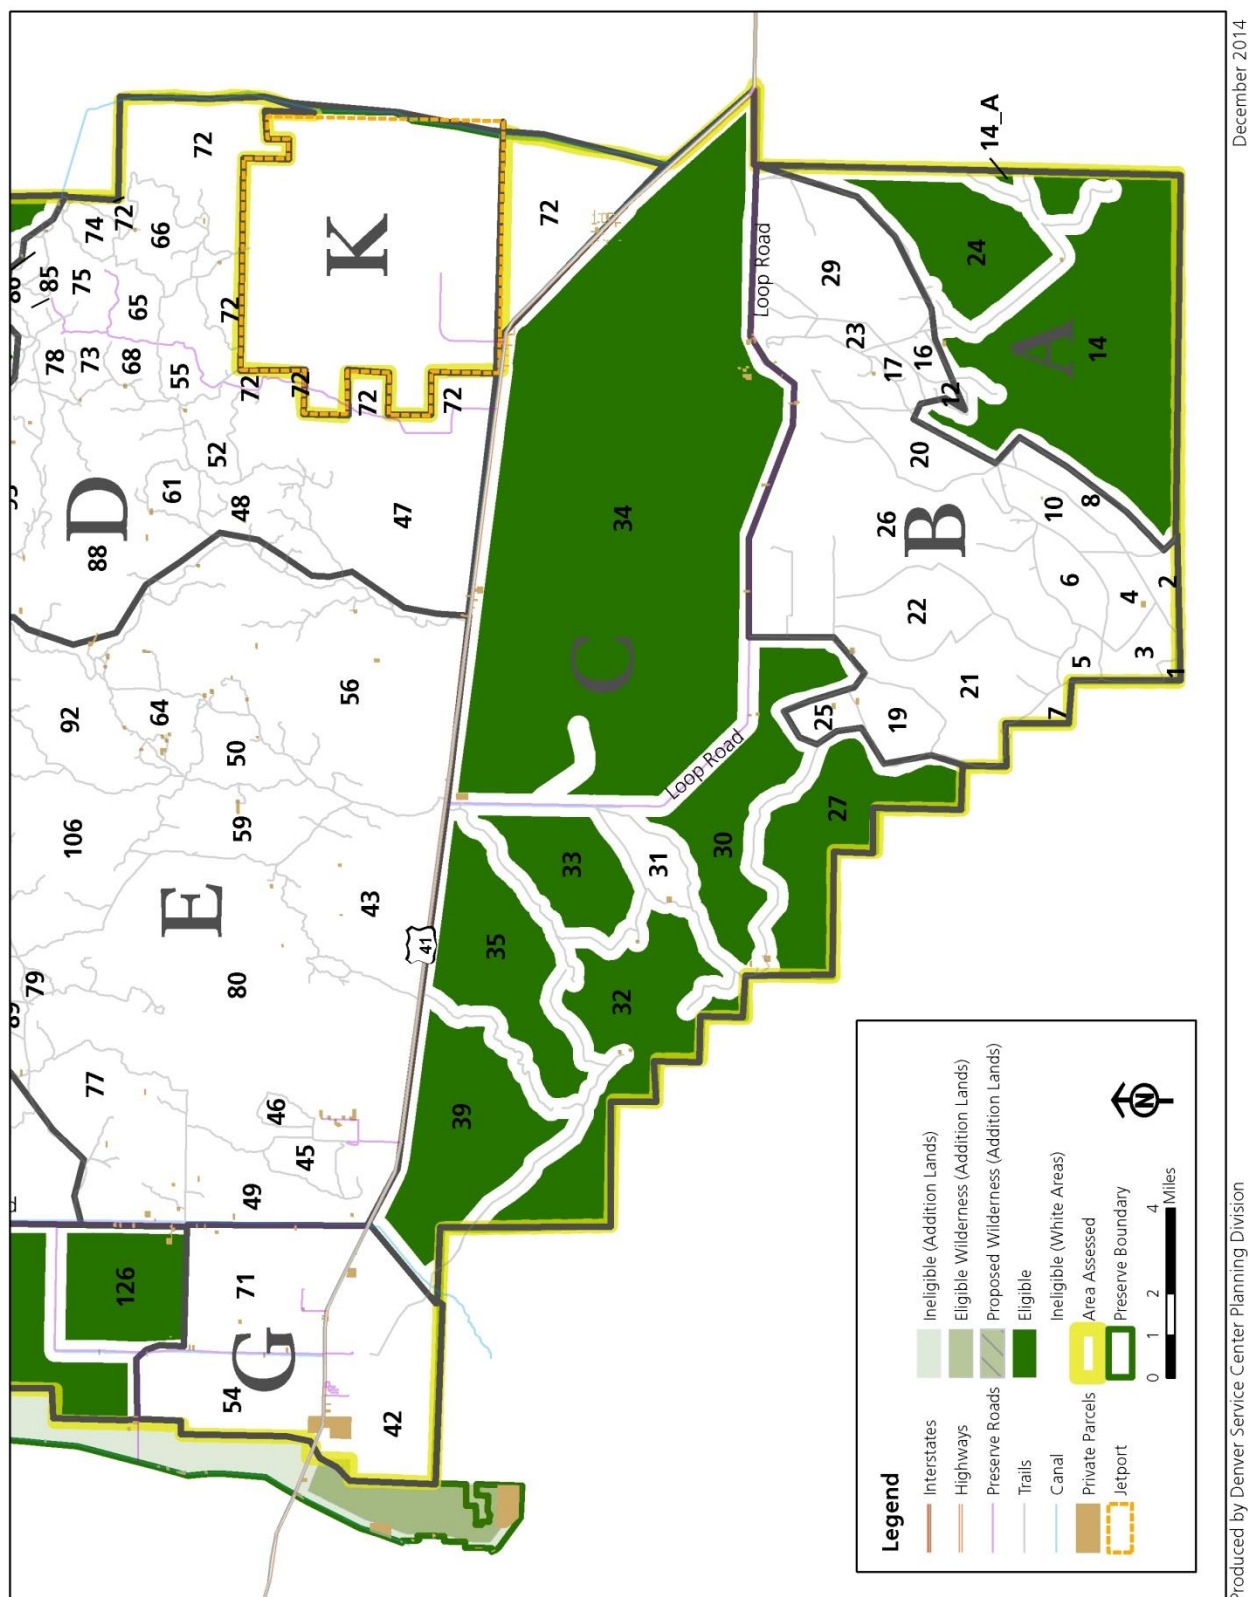 85
79
78
74
75
73
92
106
77
D
88
72
66
65
68
64
126
61
55
72
52
50
E
54
72
48
59
80
71
49
72
72
46
G
45
K
72
56
43
47
42
72
41
39
35
72
C
33
34
32
31
Loop Road
30
Loop Road
25
29
23
27
17
26
19
22
20
16
B
21
12
24
14_A
10
A
7
6
5
8
14
4
3
2
1
Legend
Interstates
Highways
Preserve Roads
Trails
Canal
Private Parcels
Jetport
Ineligible (Addition Lands)
Eligible Wilderness (Addition Lands)
Proposed Wilderness (Addition Lands)
Eligible
Ineligible (White Areas)
Area Assessed
Preserve Boundary
N
0 1 2 4
Miles
Produced by Denver Service Center Planning Division
December 2014